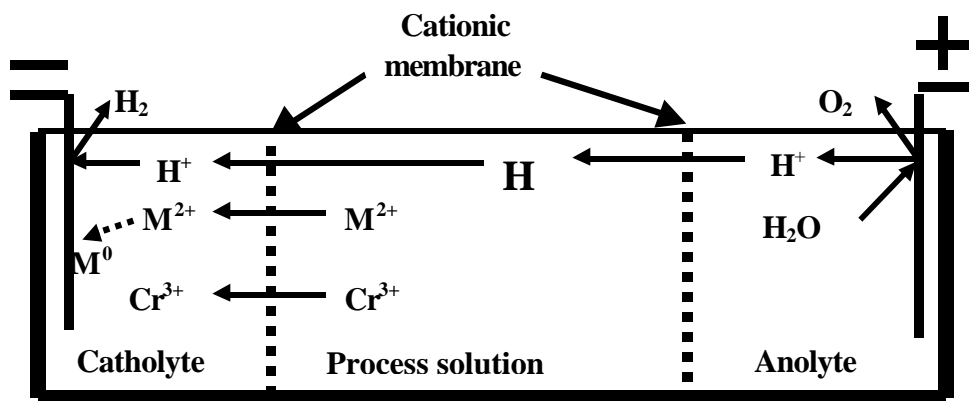 Cationic
membrane
H₂
O₂
H⁺
H
H⁺
M²⁺
M²⁺
H₂O
M⁰
Cr³⁺
Cr³⁺
Catholyte
Process solution
Anolyte